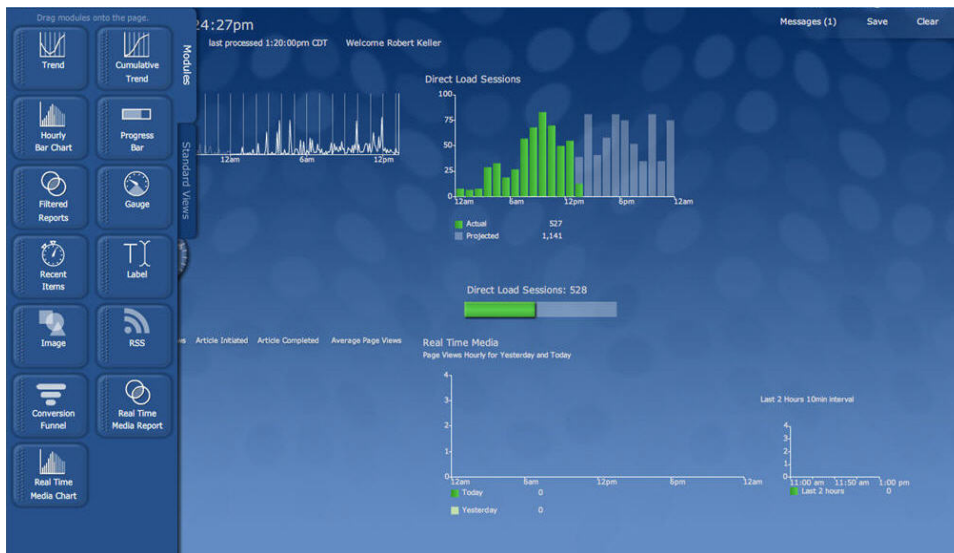 Drag modules onto the page.
Trend
Cumulative
Trend
Hourly
Bar Chart
Progress
Bar
Filtered
Reports
Gauge
Recent
Items
Label
Image
RSS
Conversion
Funnel
Real Time
Media Report
Real Time
Media Chart
Modules
Standard Views
24:27pm
last processed 1:20:00pm CDT Welcome Robert Keller
Messages (1) Save Clear
12am 6am 12pm
Direct Load Sessions
100
75
50
25
0
12am 6am 12pm 6pm 12am
Actual 527
Projected 1,141
Direct Load Sessions: 528
Article Initiated Article Completed Average Page Views
Real Time Media
Page Views Hourly for Yesterday and Today
4
3
2
1
0
12am 6am 12pm 6pm 12am
Today 0
Yesterday 0
Last 2 Hours 10min interval
4
3
2
1
0
11:00 am 11:50 am 1:00 pm
Last 2 hours 0